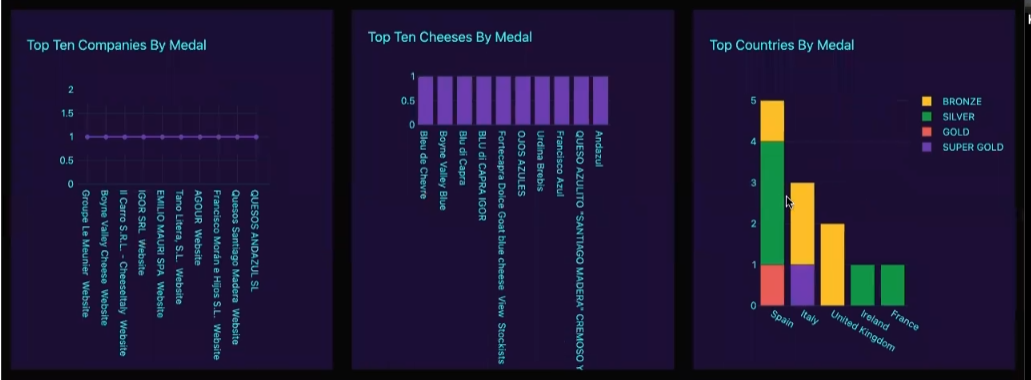 Top Ten Companies By Medal
2
1.5
1
0.5
0
Groupe Le Meunier Website
Boyne Valley Cheese Website
Il Carro S.R.L. - CheeseItaly Website
IGOR SRL Website
EMILIO MAURI SPA Website
Tano Litera, S.L. Website
AGOUR Website
Francisco Morán e Hijos S.L. Website
Quesos Santiago Madera Website
QUESOS ANDAZUL SL
Top Ten Cheeses By Medal
1
0.5
0
Bleu de Chevre
Boyne Valley Blue
Blu di Capra
BLU di CAPRA IGOR
Fortecapra Dolce Goat blue cheese View Stockists
OJOS AZULES
Urdina Brebis
Francisco Azul
QUESO AZULITO "SANTIAGO MADERA" CREMOSO Y
Andazul
Top Countries By Medal
5
4
3
2
1
0
Spain
Italy
United Kingdom
Ireland
France
BRONZE
SILVER
GOLD
SUPER GOLD